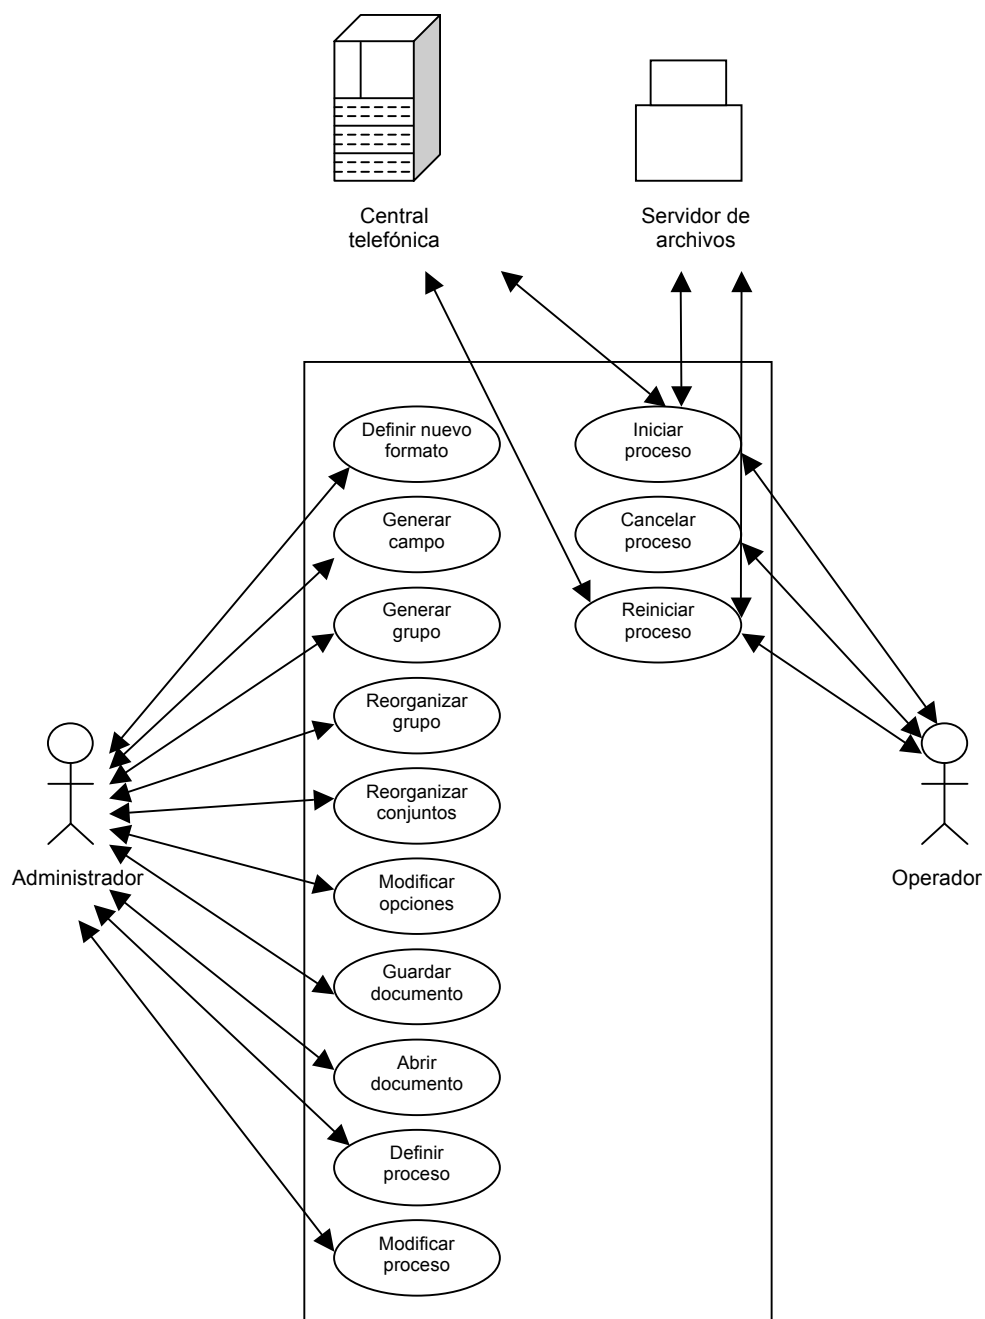 Central
telefónica
Servidor de
archivos
Definir nuevo
formato
Generar
campo
Generar
grupo
Reorganizar
grupo
Reorganizar
conjuntos
Modificar
opciones
Guardar
documento
Abrir
documento
Definir
proceso
Modificar
proceso
Iniciar
proceso
Cancelar
proceso
Reiniciar
proceso
Administrador
Operador